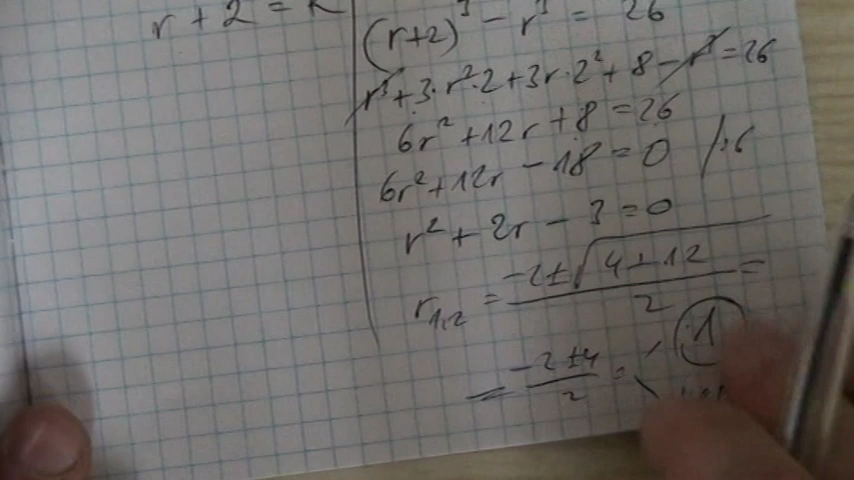 r + 2 = R
(r+2)³ - r³ = 26
r³ + 3·r²·2 + 3r·2² + 8 - r³ = 26
6r² + 12r + 8 = 26
6r² + 12r - 18 = 0 /:6
r² + 2r - 3 = 0
r₁,₂ = (-2 ± √(4+12))/2 =
= (-2 ± 4)/2 = 1